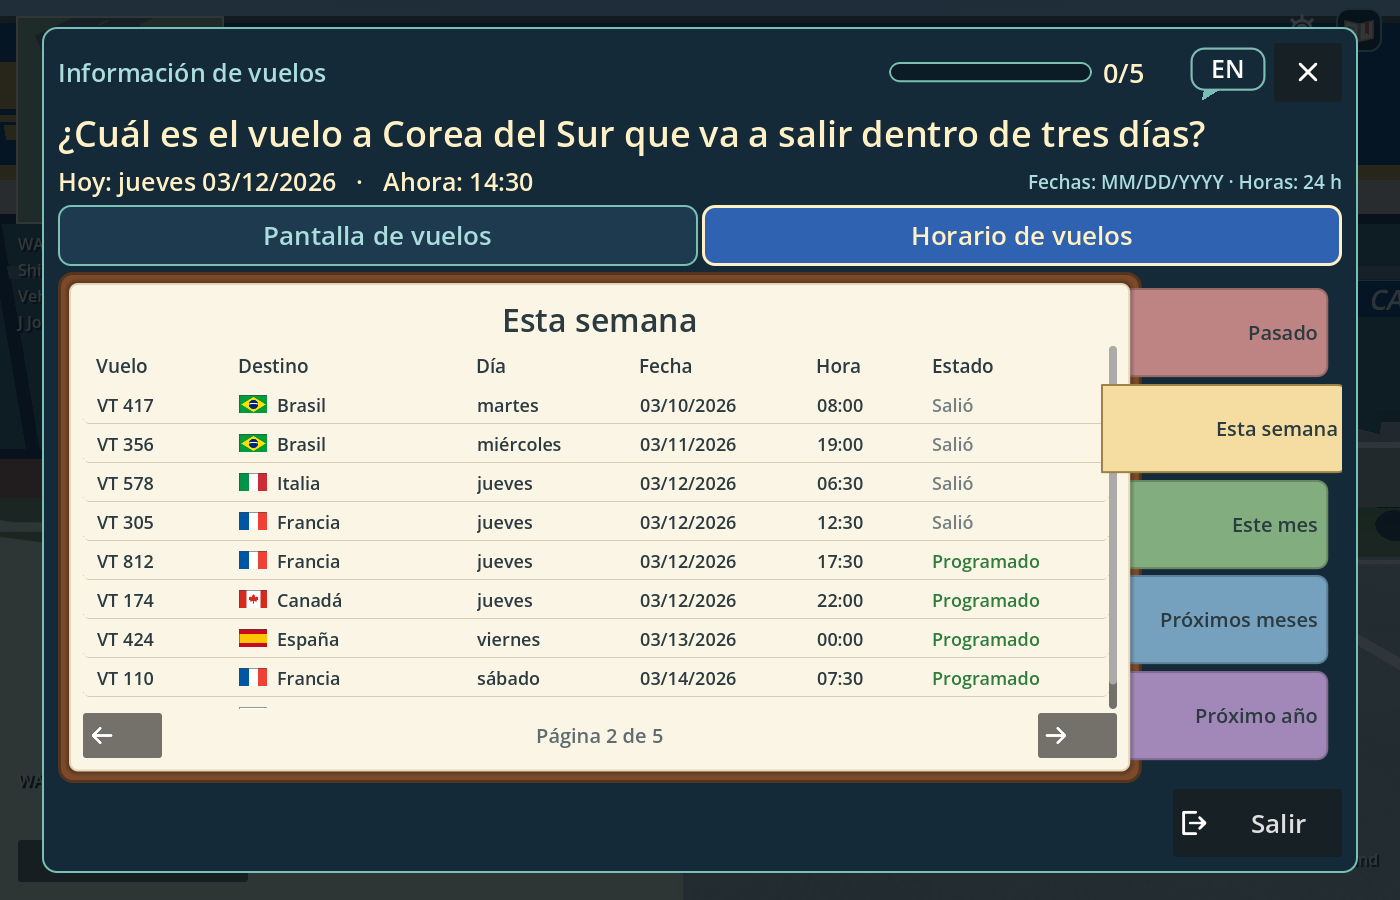 Información de vuelos
0/5
EN
¿Cuál es el vuelo a Corea del Sur que va a salir dentro de tres días?
Hoy: jueves 03/12/2026 · Ahora: 14:30
Fechas: MM/DD/YYYY · Horas: 24 h
Pantalla de vuelos
Horario de vuelos
Esta semana
Vuelo Destino Día Fecha Hora Estado
VT 417 Brasil martes 03/10/2026 08:00 Salió
VT 356 Brasil miércoles 03/11/2026 19:00 Salió
VT 578 Italia jueves 03/12/2026 06:30 Salió
VT 305 Francia jueves 03/12/2026 12:30 Salió
VT 812 Francia jueves 03/12/2026 17:30 Programado
VT 174 Canadá jueves 03/12/2026 22:00 Programado
VT 424 España viernes 03/13/2026 00:00 Programado
VT 110 Francia sábado 03/14/2026 07:30 Programado
Página 2 de 5
Pasado
Esta semana
Este mes
Próximos meses
Próximo año
Salir